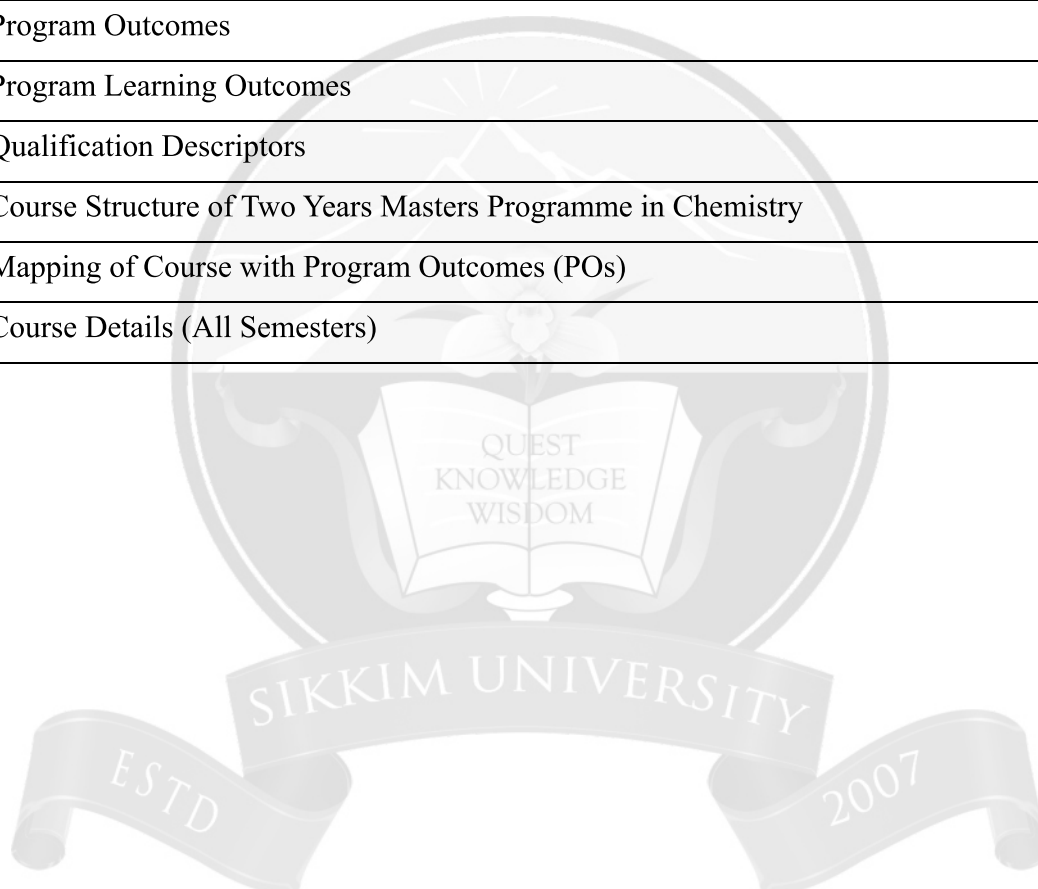 Program Outcomes
Program Learning Outcomes
Qualification Descriptors
Course Structure of Two Years Masters Programme in Chemistry
Mapping of Course with Program Outcomes (POs)
Course Details (All Semesters)
QUEST
KNOWLEDGE
WISDOM
SIKKIM UNIVERSITY
ESTD
2007